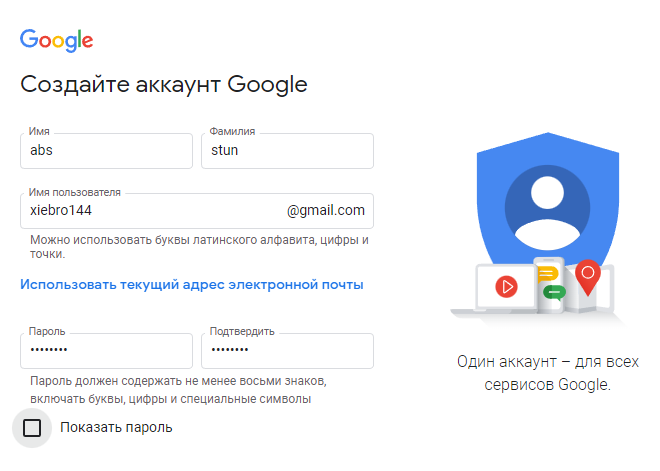 Google
Создайте аккаунт Google
Имя
Фамилия
abs
stun
Имя пользователя
xiebro144
@gmail.com
Можно использовать буквы латинского алфавита, цифры и
точки.
Использовать текущий адрес электронной почты
Пароль
Подтвердить
••••••••
••••••••
Пароль должен содержать не менее восьми знаков,
включать буквы, цифры и специальные символы
Показать пароль
Один аккаунт – для всех
сервисов Google.